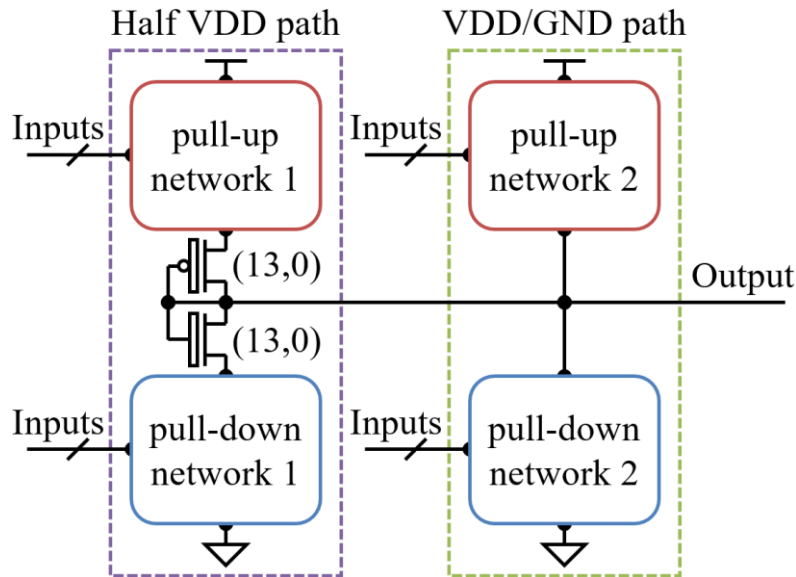 Half VDD path
VDD/GND path
Inputs
pull-up
network 1
Inputs
pull-up
network 2
(13,0)
Output
(13,0)
Inputs
pull-down
network 1
Inputs
pull-down
network 2